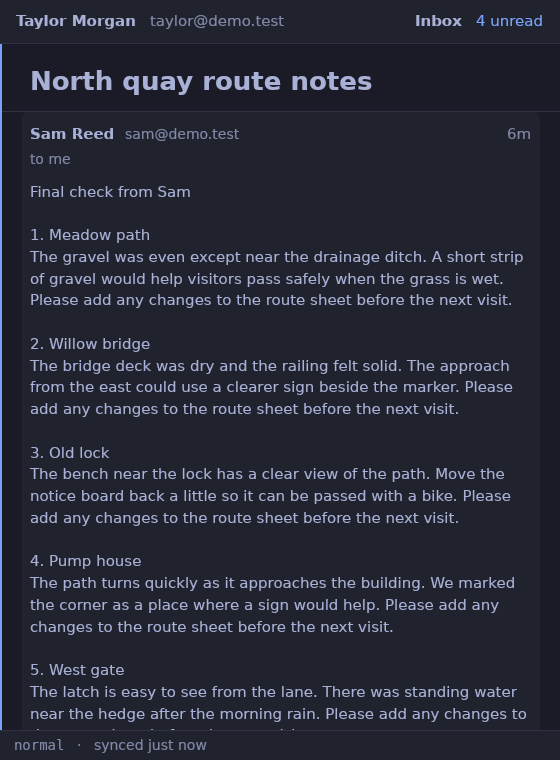 Taylor Morgan taylor@demo.test Inbox 4 unread
North quay route notes
Sam Reed sam@demo.test 6m
to me
Final check from Sam
1. Meadow path
The gravel was even except near the drainage ditch. A short strip
of gravel would help visitors pass safely when the grass is wet.
Please add any changes to the route sheet before the next visit.
2. Willow bridge
The bridge deck was dry and the railing felt solid. The approach
from the east could use a clearer sign beside the marker. Please
add any changes to the route sheet before the next visit.
3. Old lock
The bench near the lock has a clear view of the path. Move the
notice board back a little so it can be passed with a bike. Please
add any changes to the route sheet before the next visit.
4. Pump house
The path turns quickly as it approaches the building. We marked
the corner as a place where a sign would help. Please add any
changes to the route sheet before the next visit.
5. West gate
The latch is easy to see from the lane. There was standing water
near the hedge after the morning rain. Please add any changes to
normal · synced just now